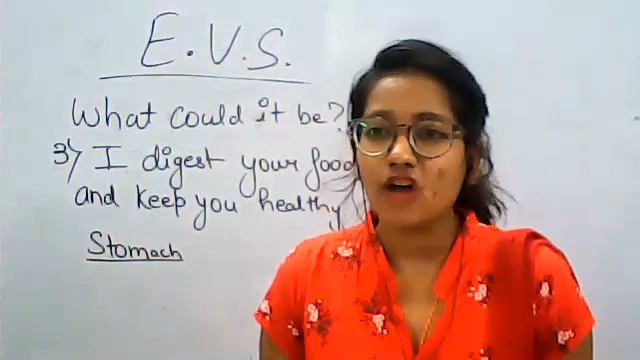 E.V.S.
What could it be?
3) I digest your food
and keep you healthy
Stomach